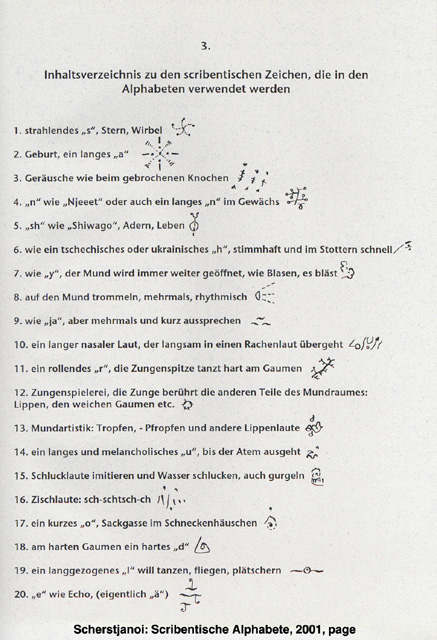 3.
Inhaltsverzeichnis zu den scribentischen Zeichen, die in den
Alphabeten verwendet werden
1. strahlendes „s“, Stern, Wirbel
2. Geburt, ein langes „a“
3. Geräusche wie beim gebrochenen Knochen
4. „n“ wie „Njeeet“ oder auch ein langes „n“ im Gewächs
5. „sh“ wie „Shiwago“, Adern, Leben
6. wie ein tschechisches oder ukrainisches „h“, stimmhaft und im Stottern schnell
7. wie „y“, der Mund wird immer weiter geöffnet, wie Blasen, es bläst
8. auf den Mund trommeln, mehrmals, rhythmisch
9. wie „ja“, aber mehrmals und kurz aussprechen
10. ein langer nasaler Laut, der langsam in einen Rachenlaut übergeht
11. ein rollendes „r“, die Zungenspitze tanzt hart am Gaumen
12. Zungenspielerei, die Zunge berührt die anderen Teile des Mundraumes:
Lippen, den weichen Gaumen etc.
13. Mundartistik: Tropfen, - Pfropfen und andere Lippenlaute
14. ein langes und melancholisches „u“, bis der Atem ausgeht
15. Schlucklaute imitieren und Wasser schlucken, auch gurgeln
16. Zischlaute: sch-schtsch-ch
17. ein kurzes „o“, Sackgasse im Schneckenhäuschen
18. am harten Gaumen ein hartes „d“
19. ein langgezogenes „l“ will tanzen, fliegen, plätschern
20. „e“ wie Echo, (eigentlich „ä“)
Scherstjanoi: Scribentische Alphabete, 2001, page